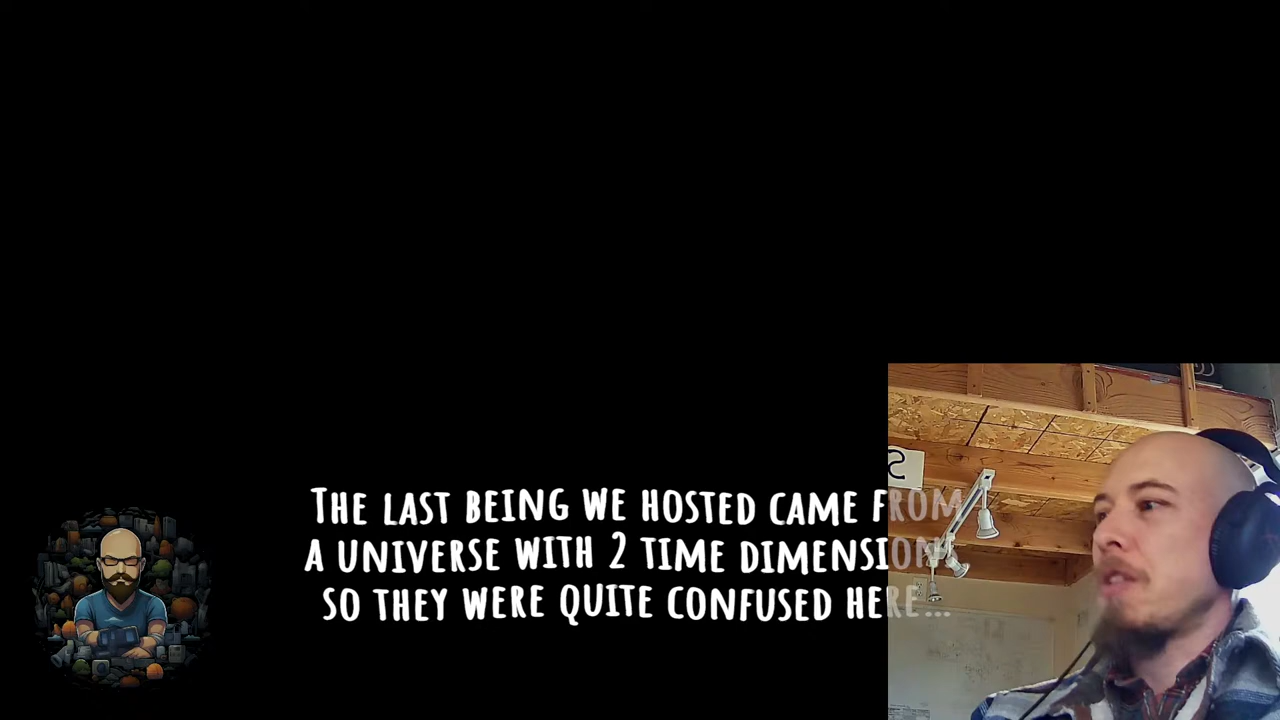 The last being we hosted came from
a universe with 2 time dimensions
so they were quite confused here...